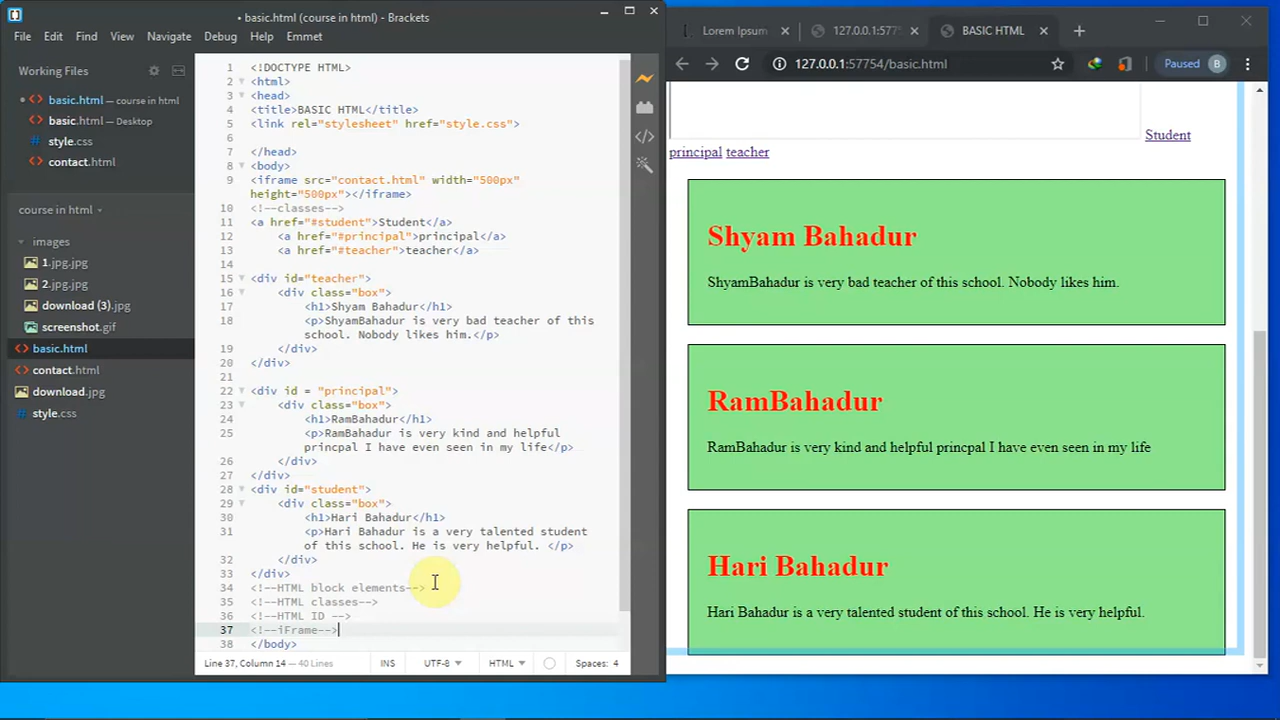 • basic.html (course in html) - Brackets
File Edit Find View Navigate Debug Help Emmet
Working Files
• <> basic.html — course in html
<> basic.html — Desktop
# style.css
<> contact.html
course in html
images
1.jpg.jpg
2.jpg.jpg
download (3).jpg
screenshot.gif
<> basic.html
<> contact.html
download.jpg
# style.css
1 <!DOCTYPE HTML>
2 <html>
3 <head>
4 <title>BASIC HTML</title>
5 <link rel="stylesheet" href="style.css">
6
7 </head>
8 <body>
9 <iframe src="contact.html" width="500px"
height="500px"></iframe>
10 <!--classes-->
11 <a href="#student">Student</a>
12 <a href="#principal">principal</a>
13 <a href="#teacher">teacher</a>
14
15 <div id="teacher">
16 <div class="box">
17 <h1>Shyam Bahadur</h1>
18 <p>ShyamBahadur is very bad teacher of this
school. Nobody likes him.</p>
19 </div>
20 </div>
21
22 <div id = "principal">
23 <div class="box">
24 <h1>RamBahadur</h1>
25 <p>RamBahadur is very kind and helpful
princpal I have even seen in my life</p>
26 </div>
27 </div>
28 <div id="student">
29 <div class="box">
30 <h1>Hari Bahadur</h1>
31 <p>Hari Bahadur is a very talented student
of this school. He is very helpful. </p>
32 </div>
33 </div>
34 <!--HTML block elements-->
35 <!--HTML classes-->
36 <!--HTML ID -->
37 <!--iFrame-->
38 </body>
Line 37, Column 14 — 40 Lines INS UTF-8 HTML Spaces: 4
Lorem Ipsum 127.0.0.1:5775 BASIC HTML
127.0.0.1:57754/basic.html Paused B
Student
principal teacher
Shyam Bahadur
ShyamBahadur is very bad teacher of this school. Nobody likes him.
RamBahadur
RamBahadur is very kind and helpful princpal I have even seen in my life
Hari Bahadur
Hari Bahadur is a very talented student of this school. He is very helpful.